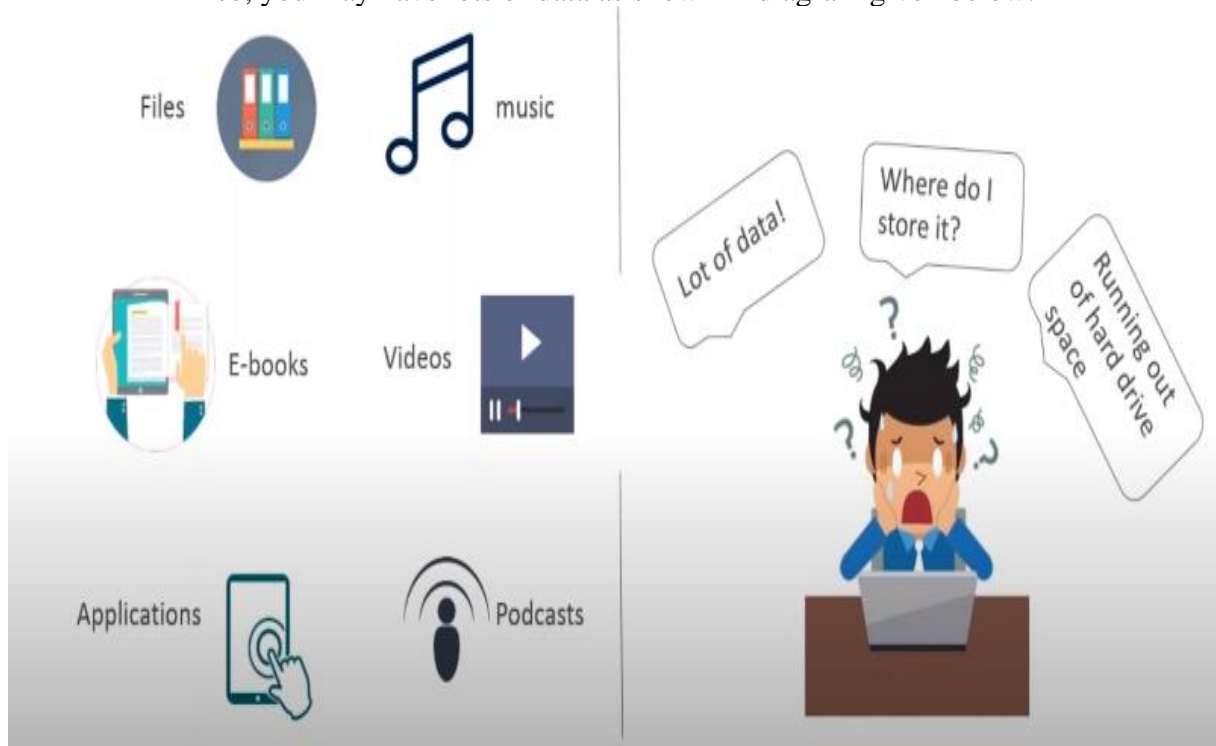 Files
music
E-books
Videos
Applications
Podcasts
Lot of data!
Where do I
store it?
Running out
of hard drive
space